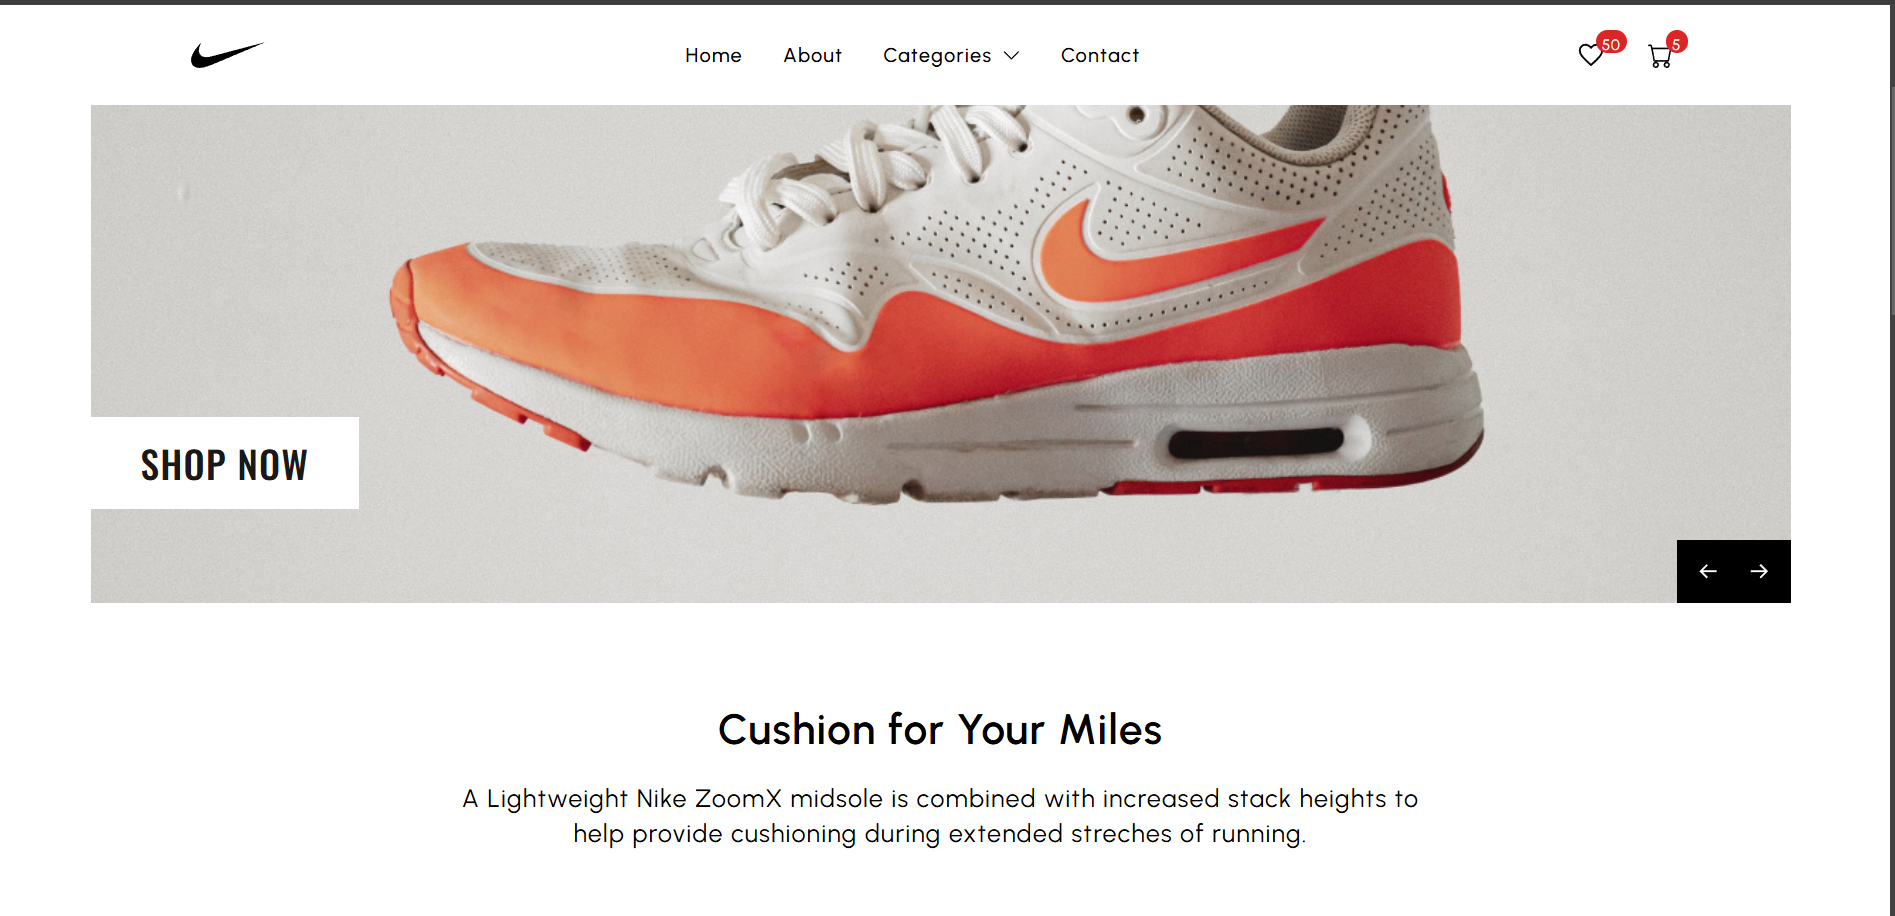 Home About Categories Contact 50 5
SHOP NOW
Cushion for Your Miles
A Lightweight Nike ZoomX midsole is combined with increased stack heights to
help provide cushioning during extended streches of running.